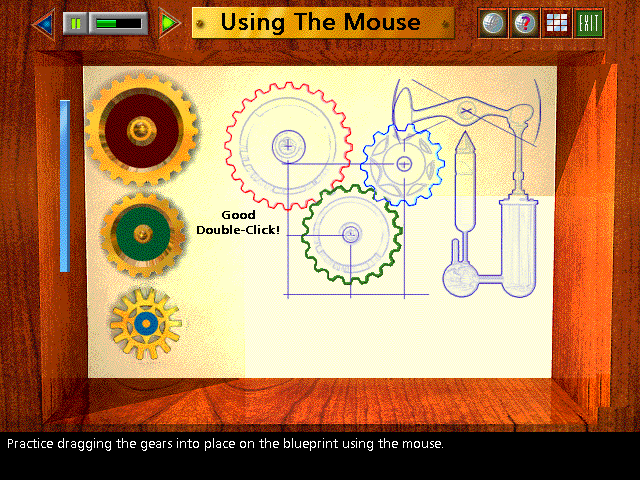 Using The Mouse
EXIT
Good
Double-Click!
Practice dragging the gears into place on the blueprint using the mouse.